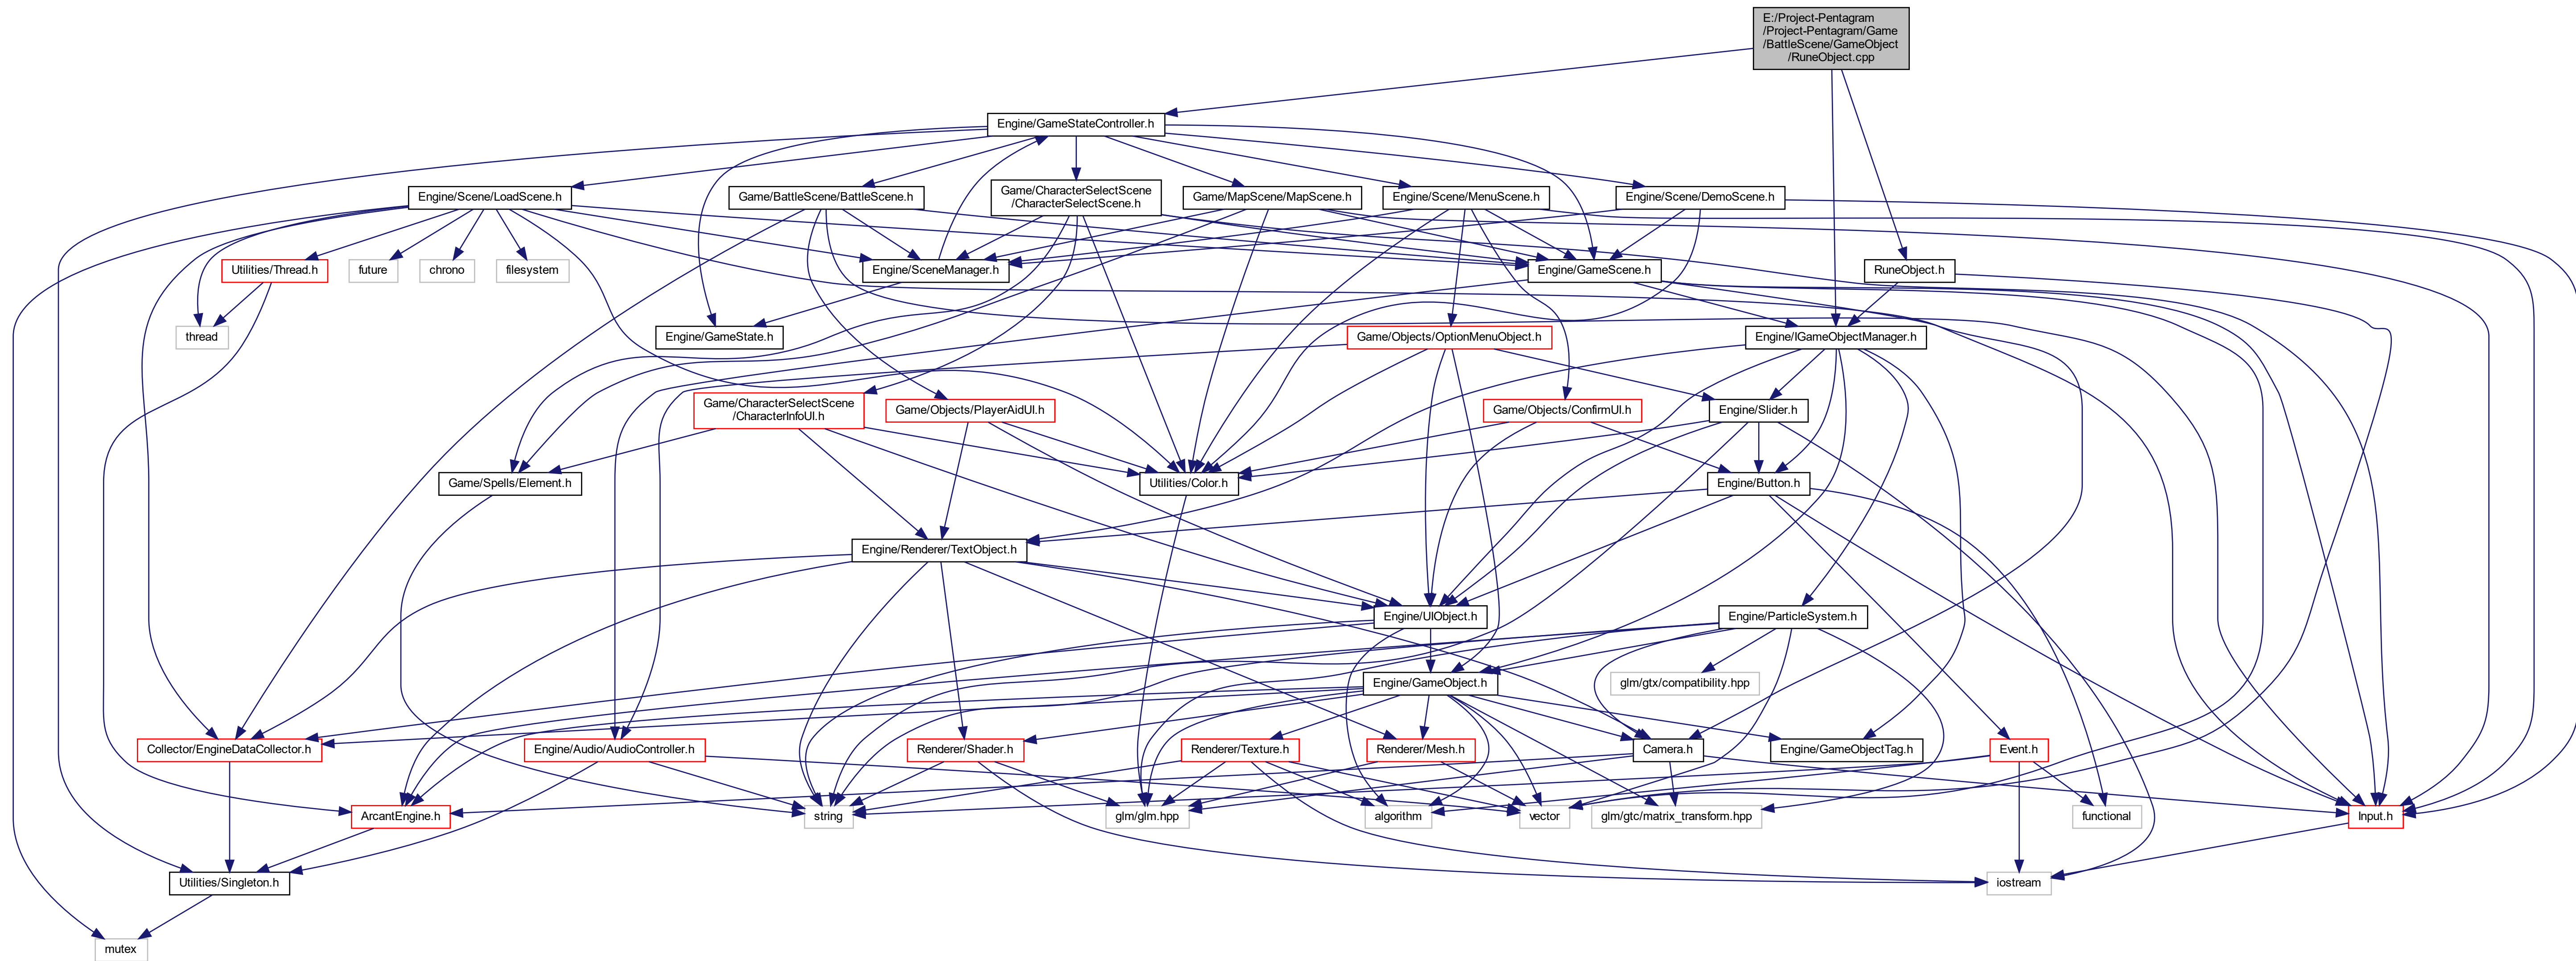 E:/Project-Pentagram
/Project-Pentagram/Game
/BattleScene/GameObject
/RuneObject.cpp
Engine/GameStateController.h
Engine/Scene/LoadScene.h
Game/BattleScene/BattleScene.h
Game/CharacterSelectScene
/CharacterSelectScene.h
Game/MapScene/MapScene.h
Engine/Scene/MenuScene.h
Engine/Scene/DemoScene.h
Utilities/Thread.h
future
chrono
filesystem
Engine/SceneManager.h
Engine/GameScene.h
RuneObject.h
thread
Engine/GameState.h
Game/Objects/OptionMenuObject.h
Engine/IGameObjectManager.h
Game/CharacterSelectScene
/CharacterInfoUI.h
Game/Objects/PlayerAidUI.h
Game/Objects/ConfirmUI.h
Engine/Slider.h
Game/Spells/Element.h
Utilities/Color.h
Engine/Button.h
Engine/Renderer/TextObject.h
Engine/UIObject.h
Engine/ParticleSystem.h
Engine/GameObject.h
glm/gtx/compatibility.hpp
Collector/EngineDataCollector.h
Engine/Audio/AudioController.h
Renderer/Shader.h
Renderer/Texture.h
Renderer/Mesh.h
Camera.h
Engine/GameObjectTag.h
Event.h
ArcantEngine.h
string
glm/glm.hpp
algorithm
vector
glm/gtc/matrix_transform.hpp
functional
Input.h
Utilities/Singleton.h
iostream
mutex